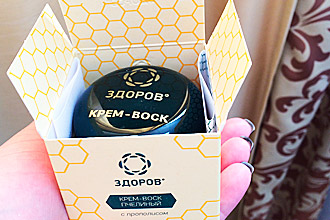 ЗДОРОВ®
КРЕМ-ВОСК
ЗДОРОВ®
КРЕМ-ВОСК
ПЧЕЛИНЫЙ
с прополисом